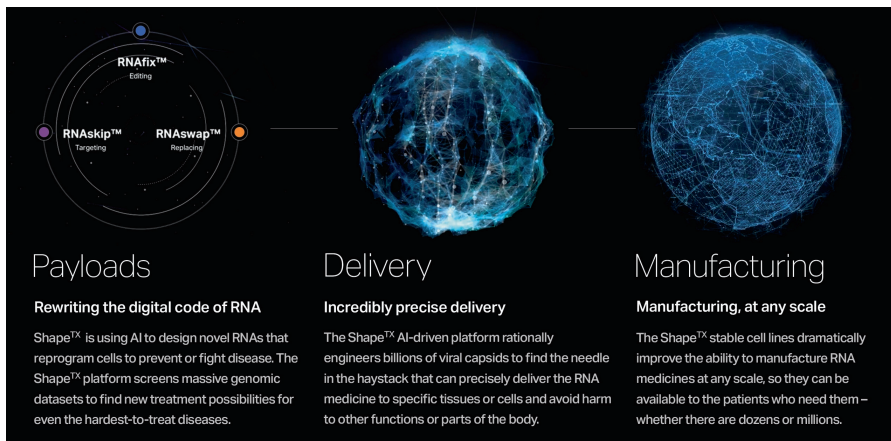 RNAfix™
Editing
RNAskip™
Targeting
RNAswap™
Replacing
Payloads
Rewriting the digital code of RNA
Shape™ is using AI to design novel RNAs that
reprogram cells to prevent or fight disease. The
Shape™ platform screens massive genomic
datasets to find new treatment possibilities for
even the hardest-to-treat diseases.
Delivery
Incredibly precise delivery
The Shape™ AI-driven platform rationally
engineers billions of viral capsids to find the needle
in the haystack that can precisely deliver the RNA
medicine to specific tissues or cells and avoid harm
to other functions or parts of the body.
Manufacturing
Manufacturing, at any scale
The Shape™ stable cell lines dramatically
improve the ability to manufacture RNA
medicines at any scale, so they can be
available to the patients who need them –
whether there are dozens or millions.